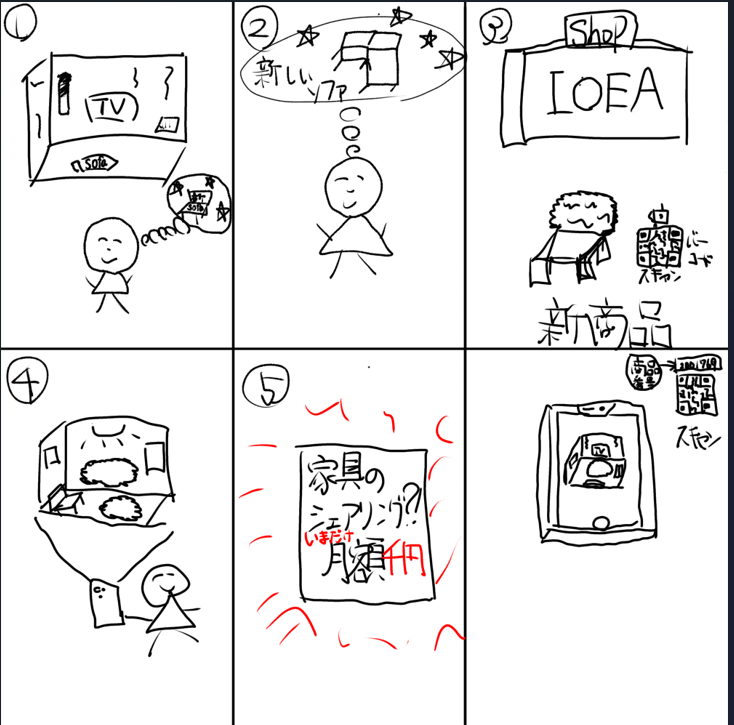 ①
TV
sofa
新
sofa
②
新しい
ソファ
③
Shop
IOEA
バー
コード
スキャン
新商品
④
⑤
家具の
シェアリング?
いまだけ
月額千円
商品
番号
スキャン
TV